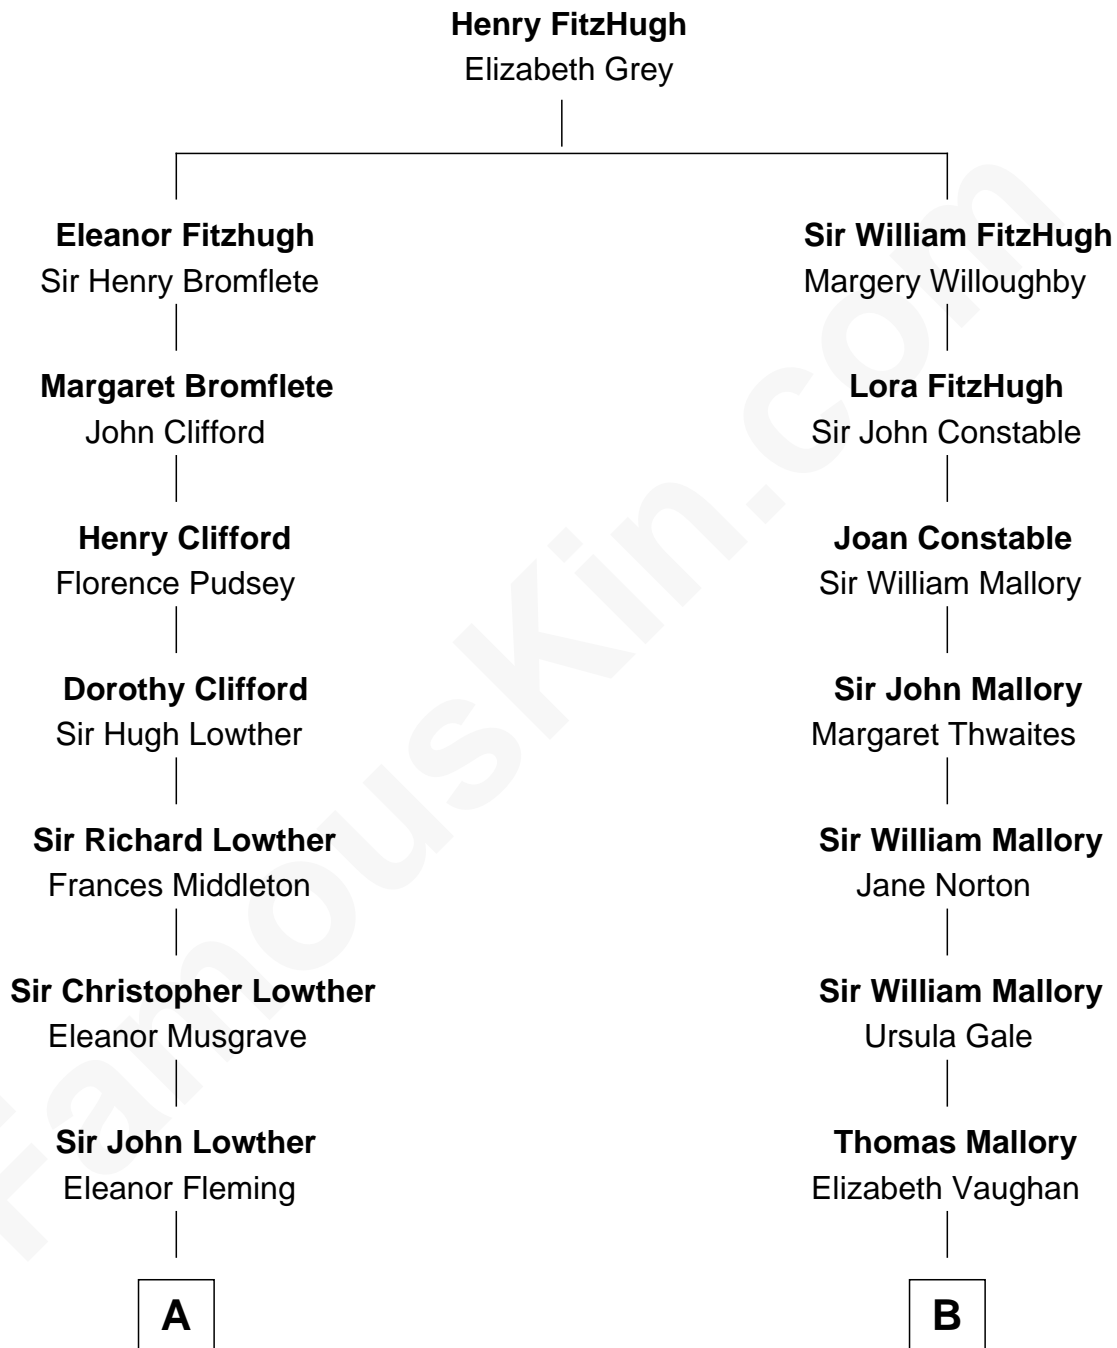 Henry FitzHugh
Elizabeth Grey
Eleanor Fitzhugh
Sir Henry Bromflete
Margaret Bromflete
John Clifford
Henry Clifford
Florence Pudsey
Dorothy Clifford
Sir Hugh Lowther
Sir Richard Lowther
Frances Middleton
Sir Christopher Lowther
Eleanor Musgrave
Sir John Lowther
Eleanor Fleming
A
Sir William FitzHugh
Margery Willoughby
Lora FitzHugh
Sir John Constable
Joan Constable
Sir William Mallory
Sir John Mallory
Margaret Thwaites
Sir William Mallory
Jane Norton
Sir William Mallory
Ursula Gale
Thomas Mallory
Elizabeth Vaughan
B
FamousKin.com